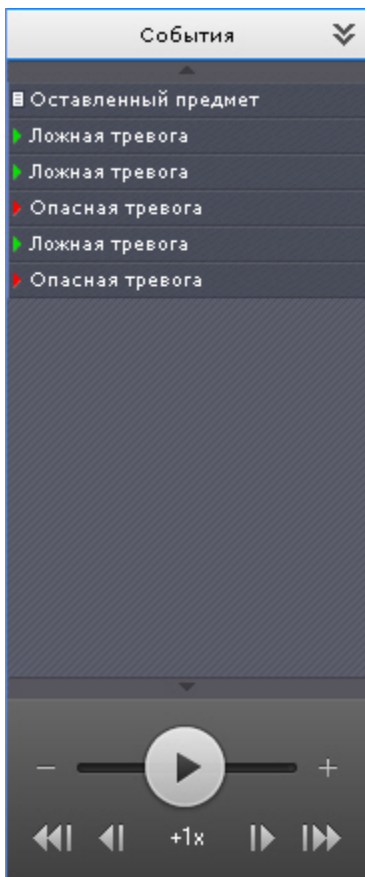 События
Оставленный предмет
Ложная тревога
Ложная тревога
Опасная тревога
Ложная тревога
Опасная тревога
− +
+1x